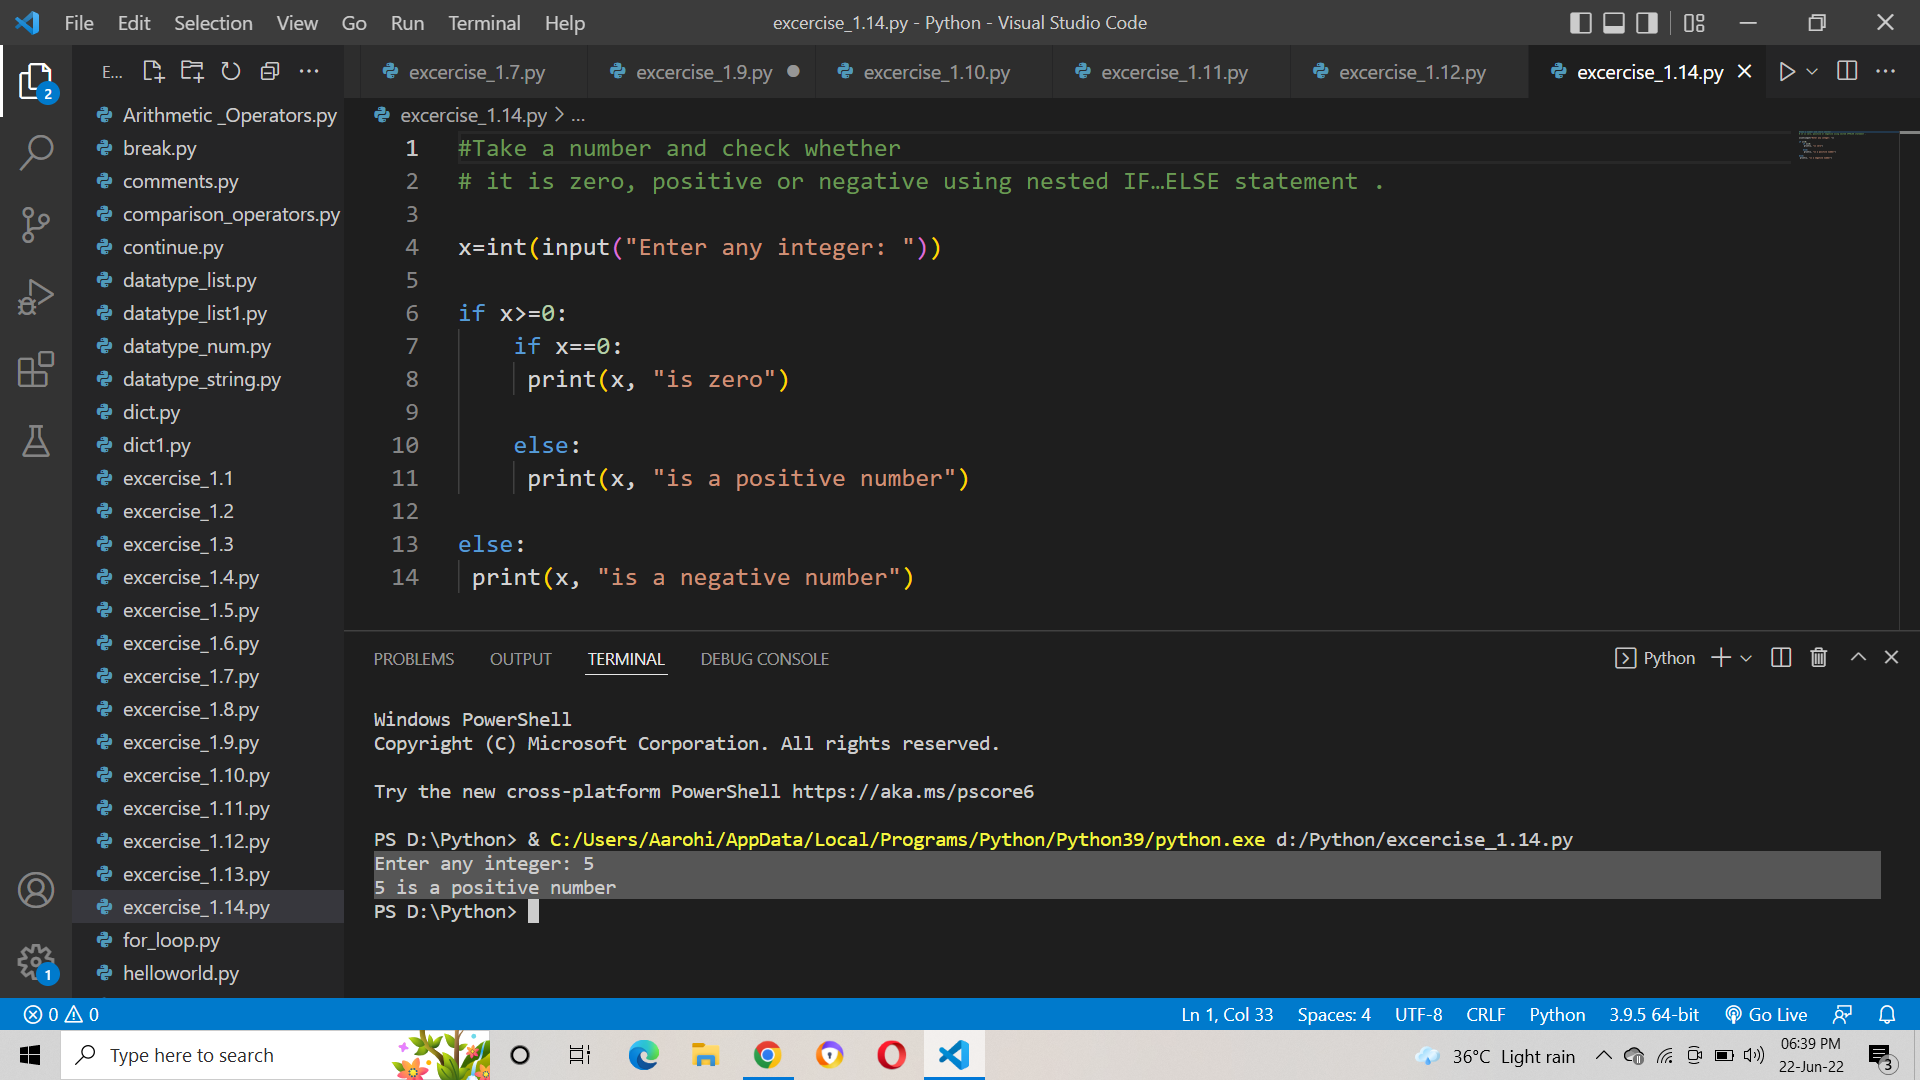 File Edit Selection View Go Run Terminal Help
excercise_1.14.py - Python - Visual Studio Code
E...
excercise_1.7.py
excercise_1.9.py
excercise_1.10.py
excercise_1.11.py
excercise_1.12.py
excercise_1.14.py
2
Arithmetic _Operators.py
break.py
comments.py
comparison_operators.py
continue.py
datatype_list.py
datatype_list1.py
datatype_num.py
datatype_string.py
dict.py
dict1.py
excercise_1.1
excercise_1.2
excercise_1.3
excercise_1.4.py
excercise_1.5.py
excercise_1.6.py
excercise_1.7.py
excercise_1.8.py
excercise_1.9.py
excercise_1.10.py
excercise_1.11.py
excercise_1.12.py
excercise_1.13.py
excercise_1.14.py
for_loop.py
helloworld.py
1
excercise_1.14.py > ...
1 #Take a number and check whether
2 # it is zero, positive or negative using nested IF…ELSE statement .
3
4 x=int(input("Enter any integer: "))
5
6 if x>=0:
7 if x==0:
8 print(x, "is zero")
9
10 else:
11 print(x, "is a positive number")
12
13 else:
14 print(x, "is a negative number")
PROBLEMS OUTPUT TERMINAL DEBUG CONSOLE
Python
Windows PowerShell
Copyright (C) Microsoft Corporation. All rights reserved.
Try the new cross-platform PowerShell https://aka.ms/pscore6
PS D:\Python> & C:/Users/Aarohi/AppData/Local/Programs/Python/Python39/python.exe d:/Python/excercise_1.14.py
Enter any integer: 5
5 is a positive number
PS D:\Python>
0 0
Ln 1, Col 33 Spaces: 4 UTF-8 CRLF Python 3.9.5 64-bit Go Live
Type here to search
36°C Light rain
06:39 PM
22-Jun-22
3